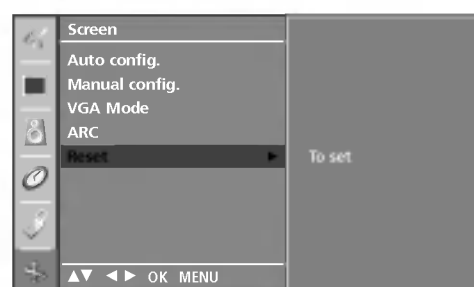 Screen
Auto config.
Manual config.
VGA Mode
ARC
Reset ►
To set
▲▼ ◄ ► OK MENU